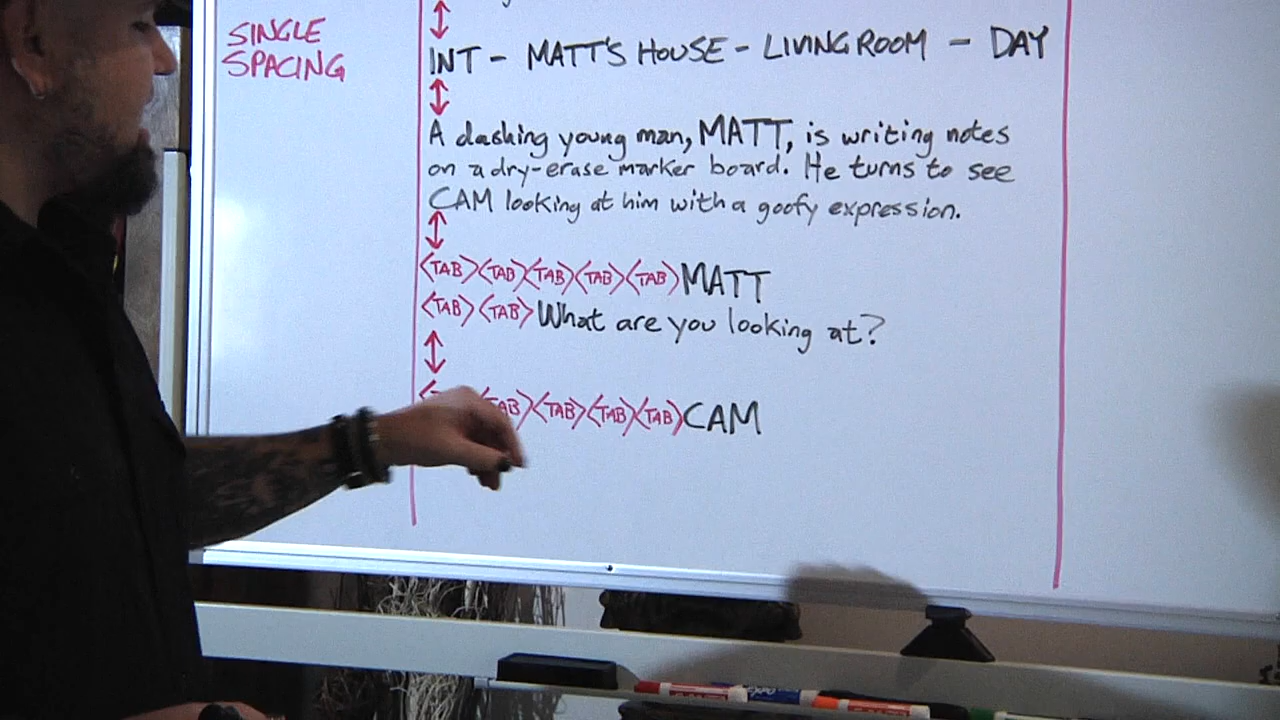 SINGLE
SPACING
INT - MATT'S HOUSE - LIVING ROOM - DAY
A dashing young man, MATT, is writing notes
on a dry-erase marker board. He turns to see
CAM looking at him with a goofy expression.
<TAB><TAB><TAB><TAB><TAB>MATT
<TAB><TAB>What are you looking at?
<TAB><TAB><TAB>CAM
EXPO